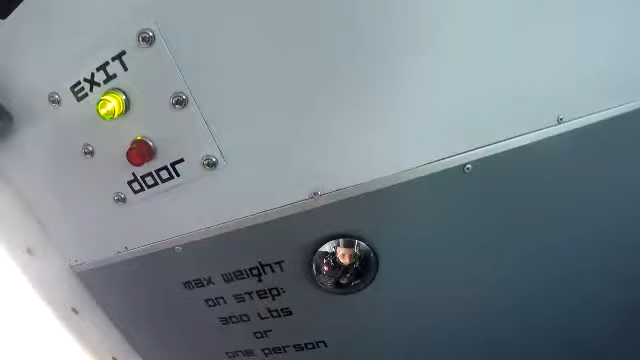 EXIT
door
max weight
on step:
300 LBS
or
one person